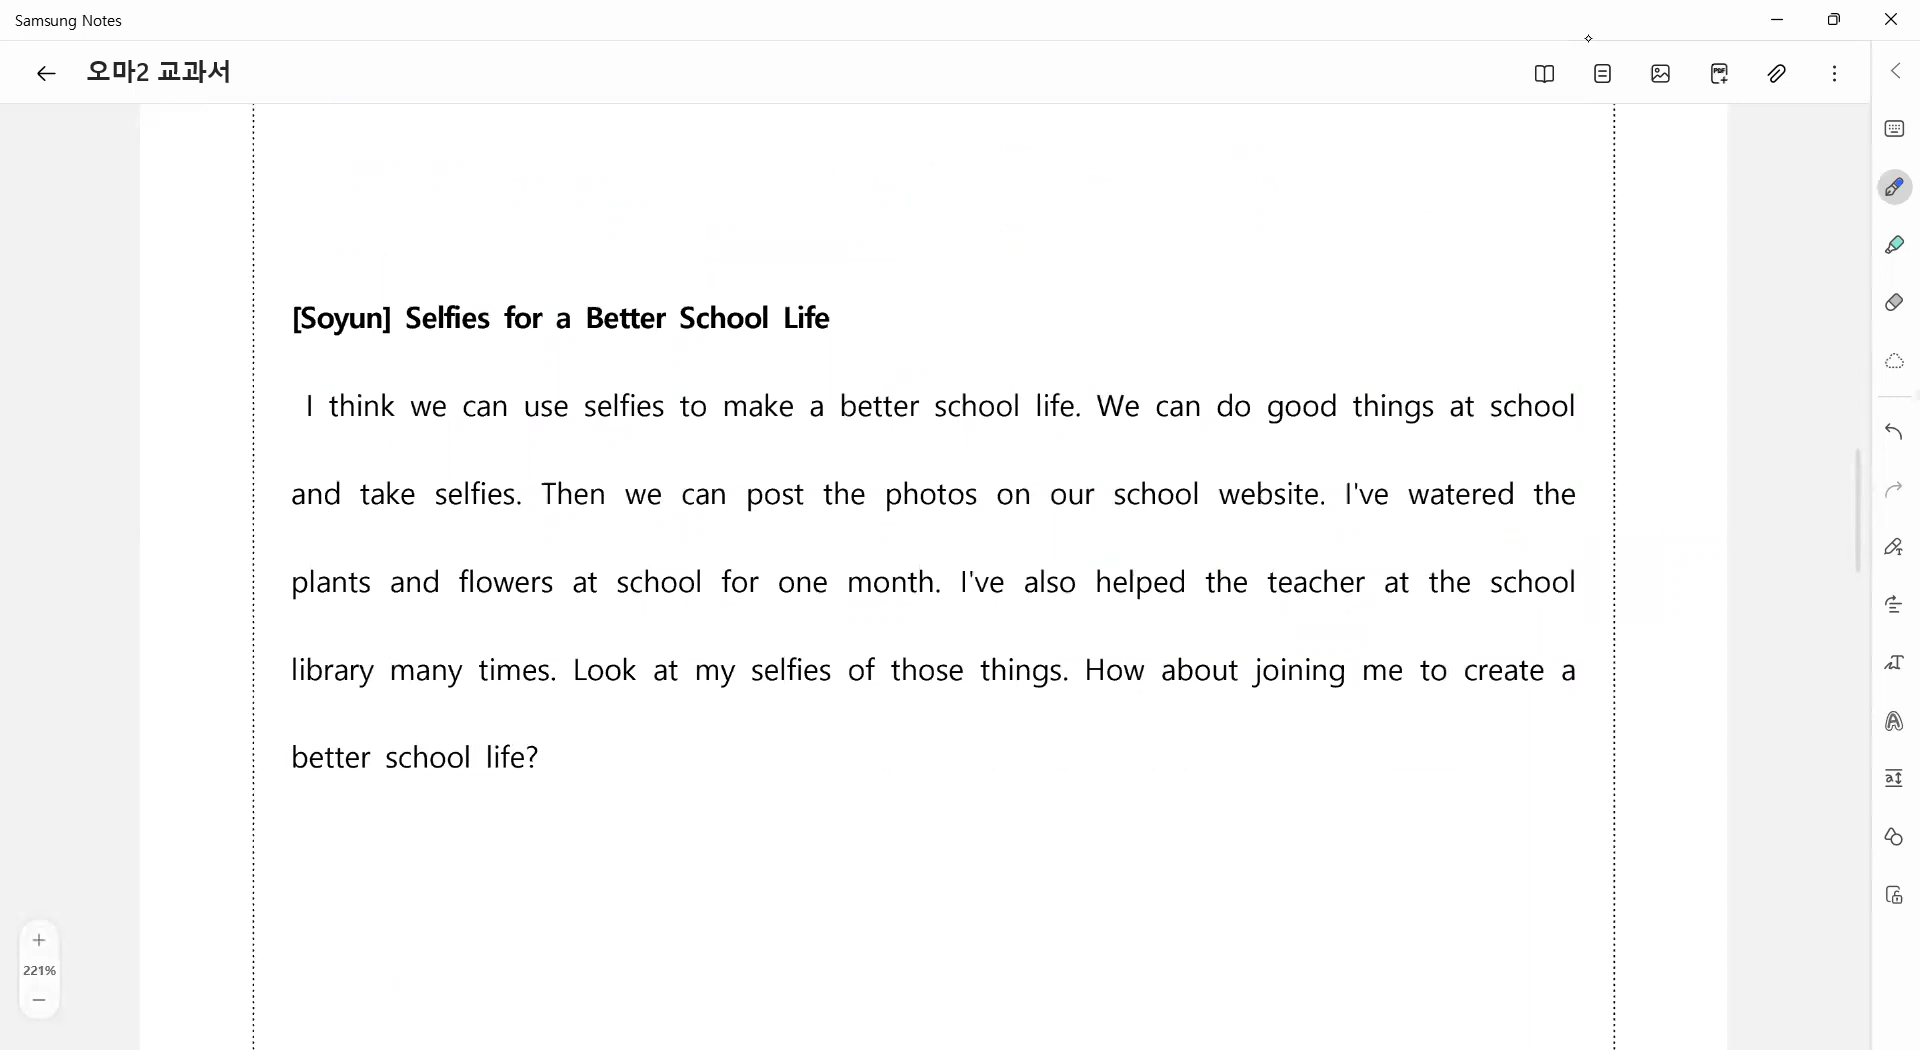 Samsung Notes
오마2 교과서
[Soyun] Selfies for a Better School Life
I think we can use selfies to make a better school life. We can do good things at school
and take selfies. Then we can post the photos on our school website. I've watered the
plants and flowers at school for one month. I've also helped the teacher at the school
library many times. Look at my selfies of those things. How about joining me to create a
better school life?
221%